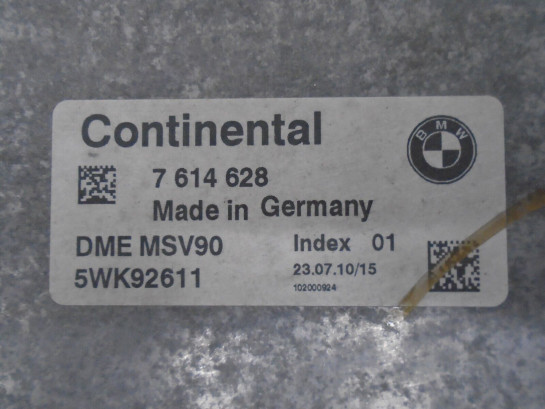 Continental
BMW
7 614 628
Made in Germany
DME MSV90 Index 01
5WK92611 23.07.10/15
102000924